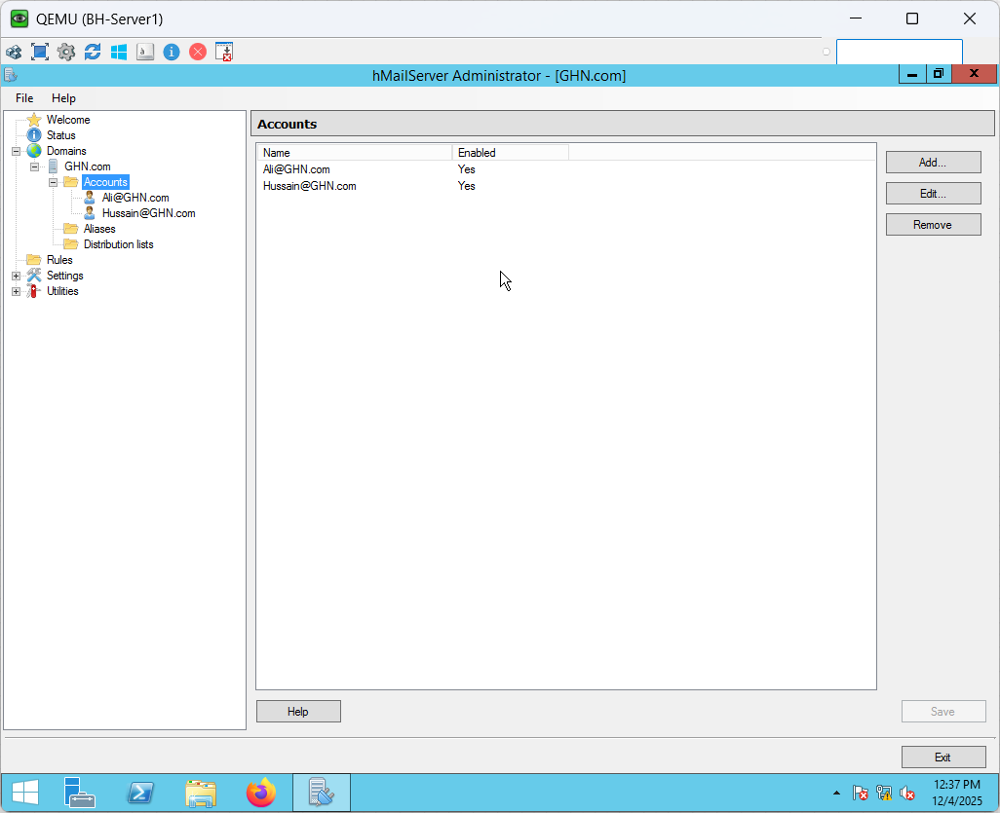 QEMU (BH-Server1)
hMailServer Administrator - [GHN.com]
File Help
Welcome
Status
Domains
GHN.com
Accounts
Ali@GHN.com
Hussain@GHN.com
Aliases
Distribution lists
Rules
Settings
Utilities
Accounts
Name Enabled
Ali@GHN.com Yes
Hussain@GHN.com Yes
Add...
Edit...
Remove
Help
Save
Exit
12:37 PM
12/4/2025